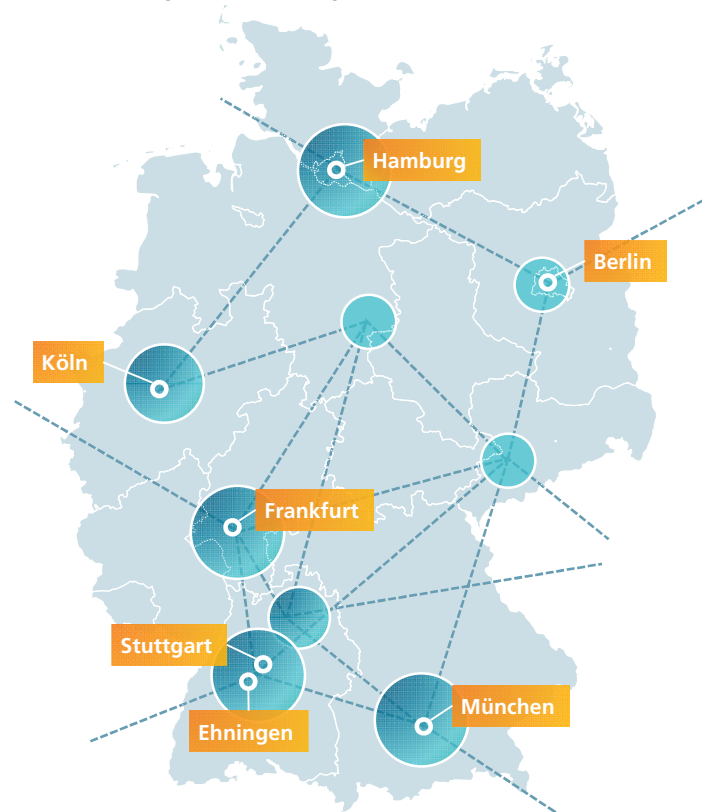 Hamburg
Berlin
Köln
Frankfurt
Stuttgart
München
Ehningen